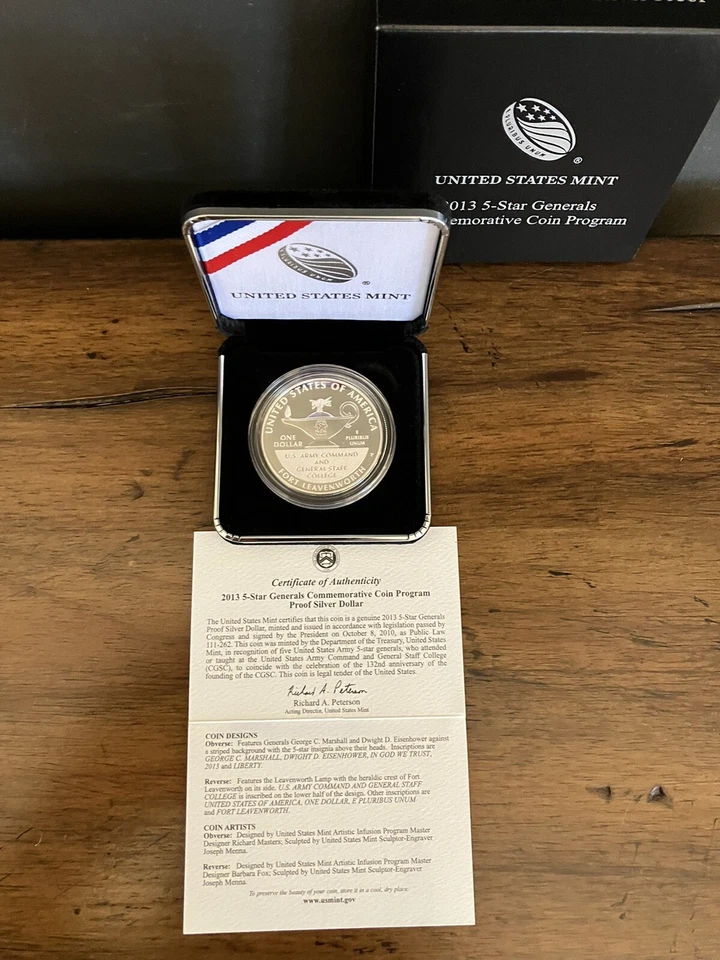 E PLURIBUS UNUM
UNITED STATES MINT
2013 5-Star Generals
Commemorative Coin Program
PLURIBUS UNUM
UNITED STATES MINT
UNITED STATES OF AMERICA
ONE
DOLLAR
E
PLURIBUS
UNUM
U.S. ARMY COMMAND
AND
GENERAL STAFF
COLLEGE
FORT LEAVENWORTH
Certificate of Authenticity
2013 5-Star Generals Commemorative Coin Program
Proof Silver Dollar
The United States Mint certifies that this coin is a genuine 2013 5-Star Generals
Proof Silver Dollar, minted and issued in accordance with legislation passed by
Congress and signed by the President on October 8, 2010, as Public Law
111-262. This coin was minted by the Department of the Treasury, United States
Mint, in recognition of five United States Army 5-star generals, who attended
or taught at the United States Army Command and General Staff College
(CGSC), to coincide with the celebration of the 132nd anniversary of the
founding of the CGSC. This coin is legal tender of the United States.
Richard A. Peterson
Richard A. Peterson
Acting Director, United States Mint
COIN DESIGNS
Obverse: Features Generals George C. Marshall and Dwight D. Eisenhower against
a striped background with the 5-star insignia above their heads. Inscriptions are
GEORGE C. MARSHALL, DWIGHT D. EISENHOWER, IN GOD WE TRUST,
2013 and LIBERTY.
Reverse: Features the Leavenworth Lamp with the heraldic crest of Fort
Leavenworth on its side. U.S. ARMY COMMAND AND GENERAL STAFF
COLLEGE is inscribed on the lower half of the design. Other inscriptions are
UNITED STATES OF AMERICA, ONE DOLLAR, E PLURIBUS UNUM
and FORT LEAVENWORTH.
COIN ARTISTS
Obverse: Designed by United States Mint Artistic Infusion Program Master
Designer Richard Masters; Sculpted by United States Mint Sculptor-Engraver
Joseph Menna.
Reverse: Designed by United States Mint Artistic Infusion Program Master
Designer Barbara Fox; Sculpted by United States Mint Sculptor-Engraver
Joseph Menna.
To preserve the beauty of your coin, store it in a cool, dry place.
www.usmint.gov